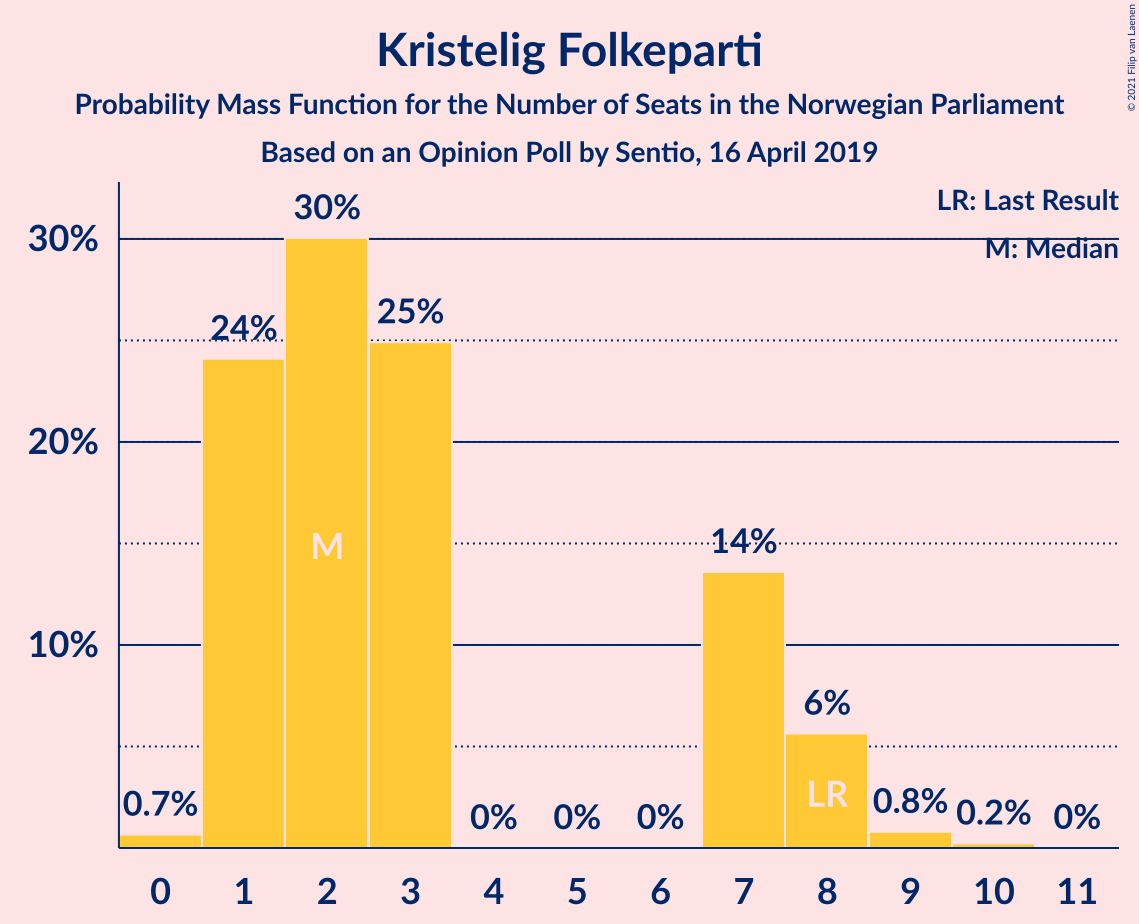 Kristelig Folkeparti
Probability Mass Function for the Number of Seats in the Norwegian Parliament
Based on an Opinion Poll by Sentio, 16 April 2019
© 2021 Filip van Laenen
LR: Last Result
M: Median
30%
20%
10%
0.7%
24%
30%
25%
0%
0%
0%
14%
6%
0.8%
0.2%
0%
M
LR
0 1 2 3 4 5 6 7 8 9 10 11